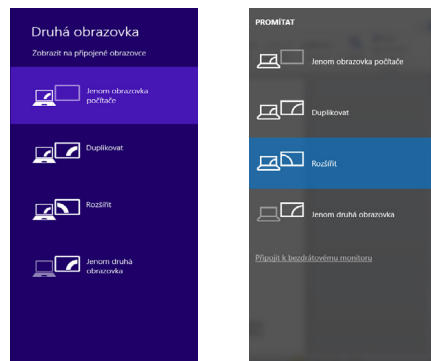 Druhá obrazovka
Zobrazit na připojené obrazovce
Jenom obrazovka
počítače
Duplikovat
Rozšířit
Jenom druhá
obrazovka
PROMÍTAT
Jenom obrazovka počítače
Duplikovat
Rozšířit
Jenom druhá obrazovka
Připojit k bezdrátovému monitoru